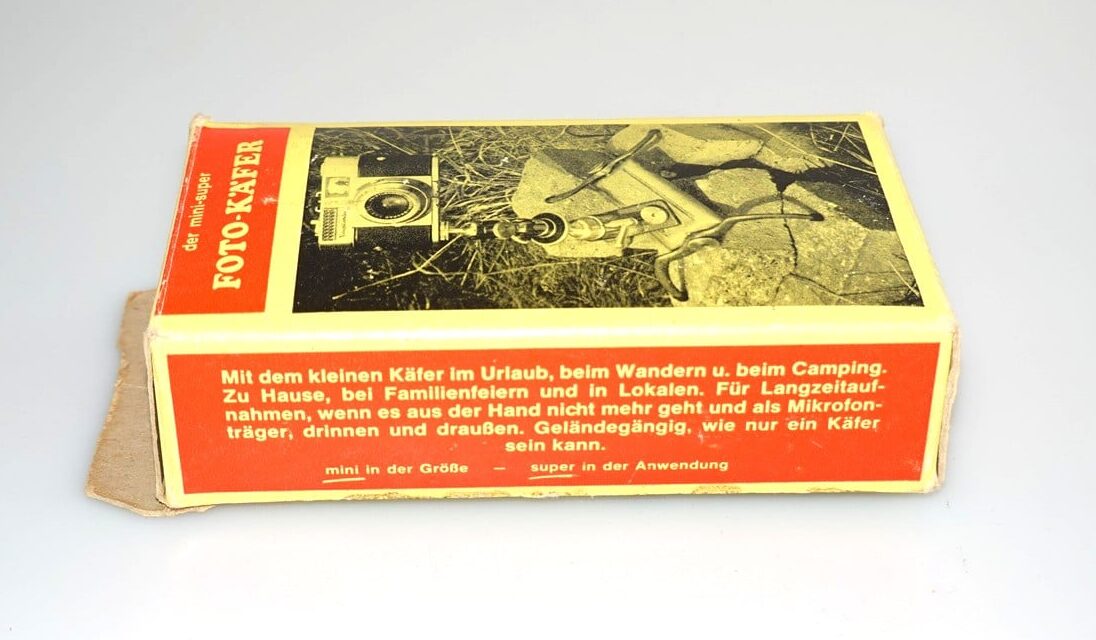 der mini-super
FOTO-KÄFER
Mit dem kleinen Käfer im Urlaub, beim Wandern u. beim Camping.
Zu Hause, bei Familienfeiern und in Lokalen. Für Langzeitauf-
nahmen, wenn es aus der Hand nicht mehr geht und als Mikrofon-
träger, drinnen und draußen. Geländegängig, wie nur ein Käfer
sein kann.
mini in der Größe — super in der Anwendung